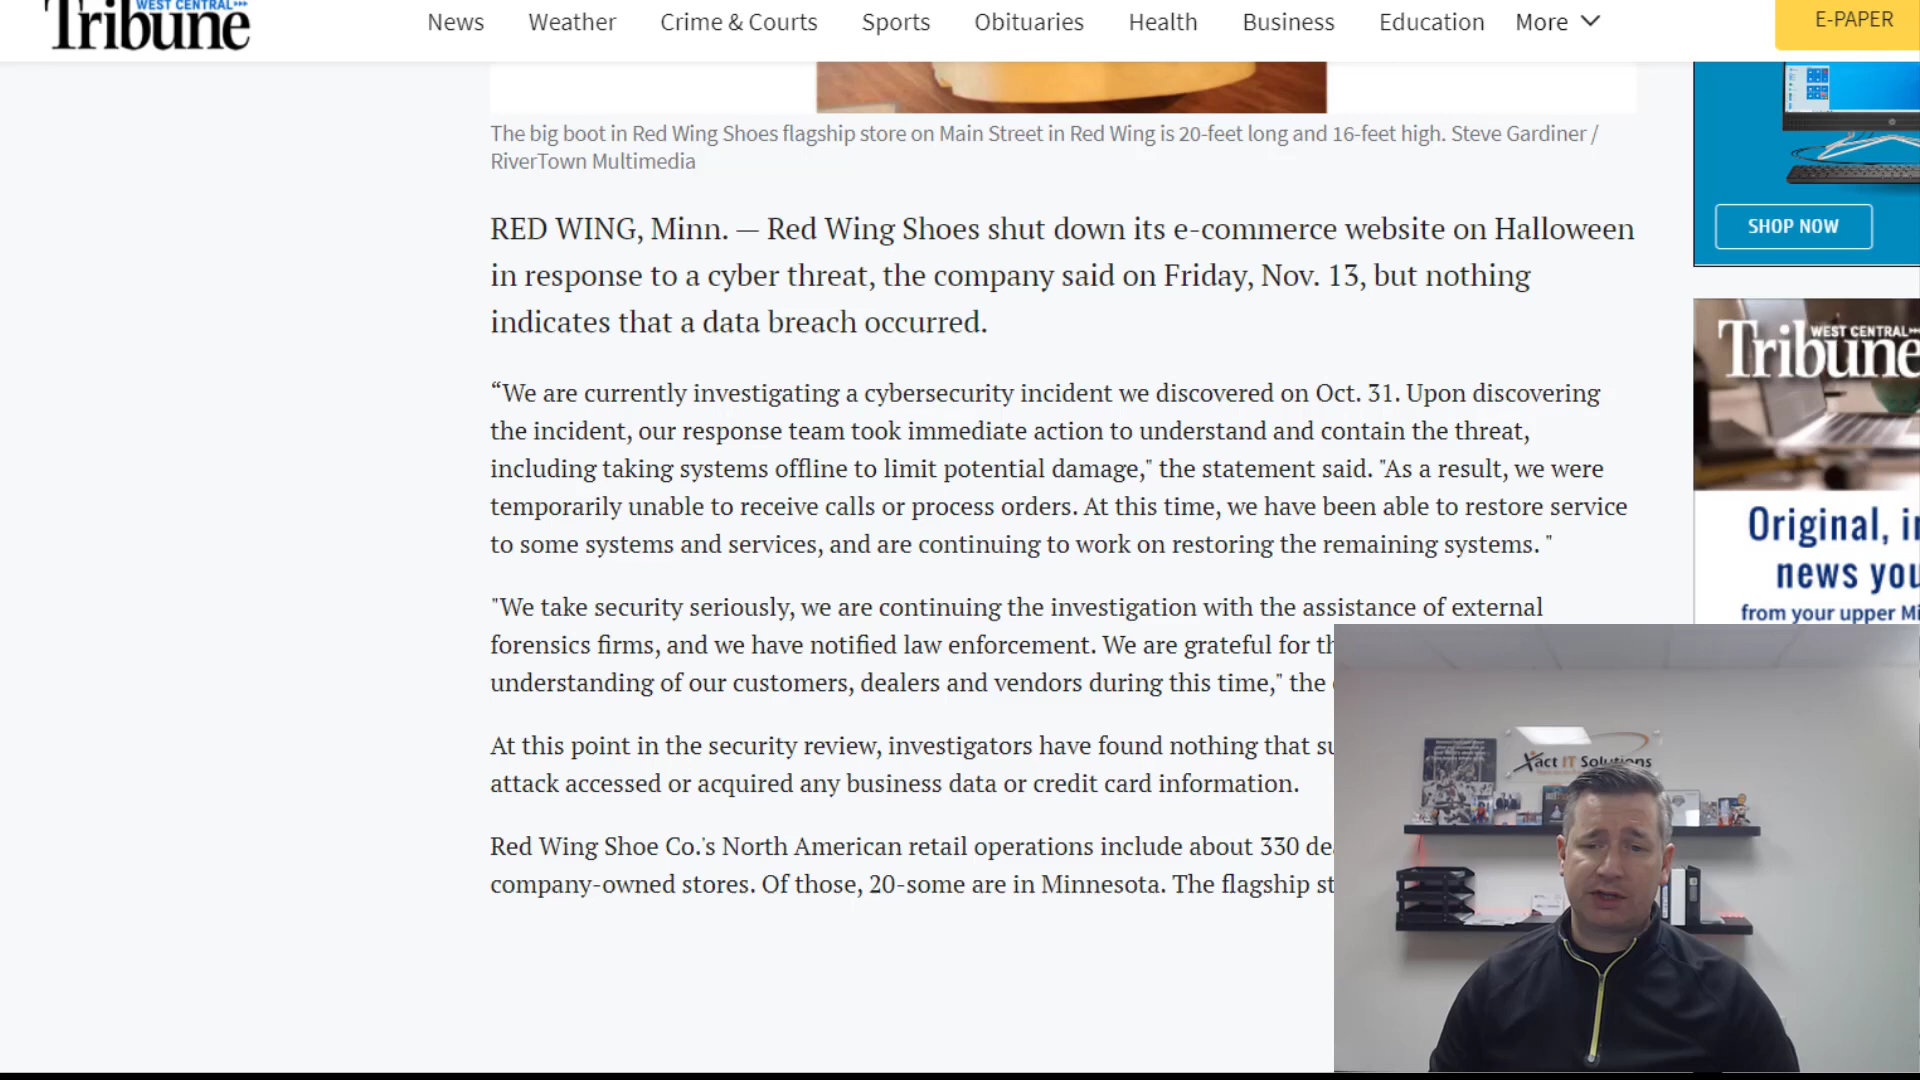 WEST CENTRAL
Tribune
News Weather Crime & Courts Sports Obituaries Health Business Education More
E-PAPER
The big boot in Red Wing Shoes flagship store on Main Street in Red Wing is 20-feet long and 16-feet high. Steve Gardiner /
RiverTown Multimedia
RED WING, Minn. — Red Wing Shoes shut down its e-commerce website on Halloween
in response to a cyber threat, the company said on Friday, Nov. 13, but nothing
indicates that a data breach occurred.
“We are currently investigating a cybersecurity incident we discovered on Oct. 31. Upon discovering
the incident, our response team took immediate action to understand and contain the threat,
including taking systems offline to limit potential damage," the statement said. "As a result, we were
temporarily unable to receive calls or process orders. At this time, we have been able to restore service
to some systems and services, and are continuing to work on restoring the remaining systems. "
"We take security seriously, we are continuing the investigation with the assistance of external
forensics firms, and we have notified law enforcement. We are grateful for th
understanding of our customers, dealers and vendors during this time," the
At this point in the security review, investigators have found nothing that su
attack accessed or acquired any business data or credit card information.
Red Wing Shoe Co.'s North American retail operations include about 330 de
company-owned stores. Of those, 20-some are in Minnesota. The flagship st
SHOP NOW
WEST CENTRAL
Tribune
Original, i
news you
from your upper Mi
Xact IT Solutions